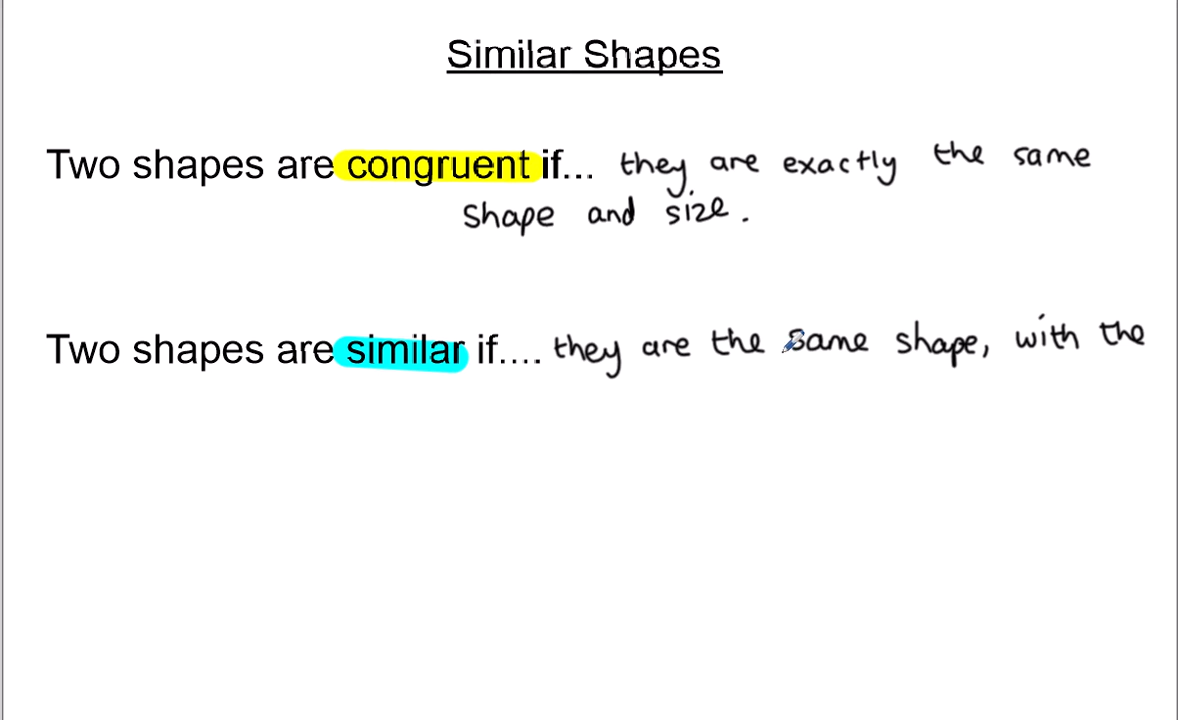 Similar Shapes
Two shapes are congruent if... they are exactly the same
shape and size.
Two shapes are similar if.... they are the same shape, with the